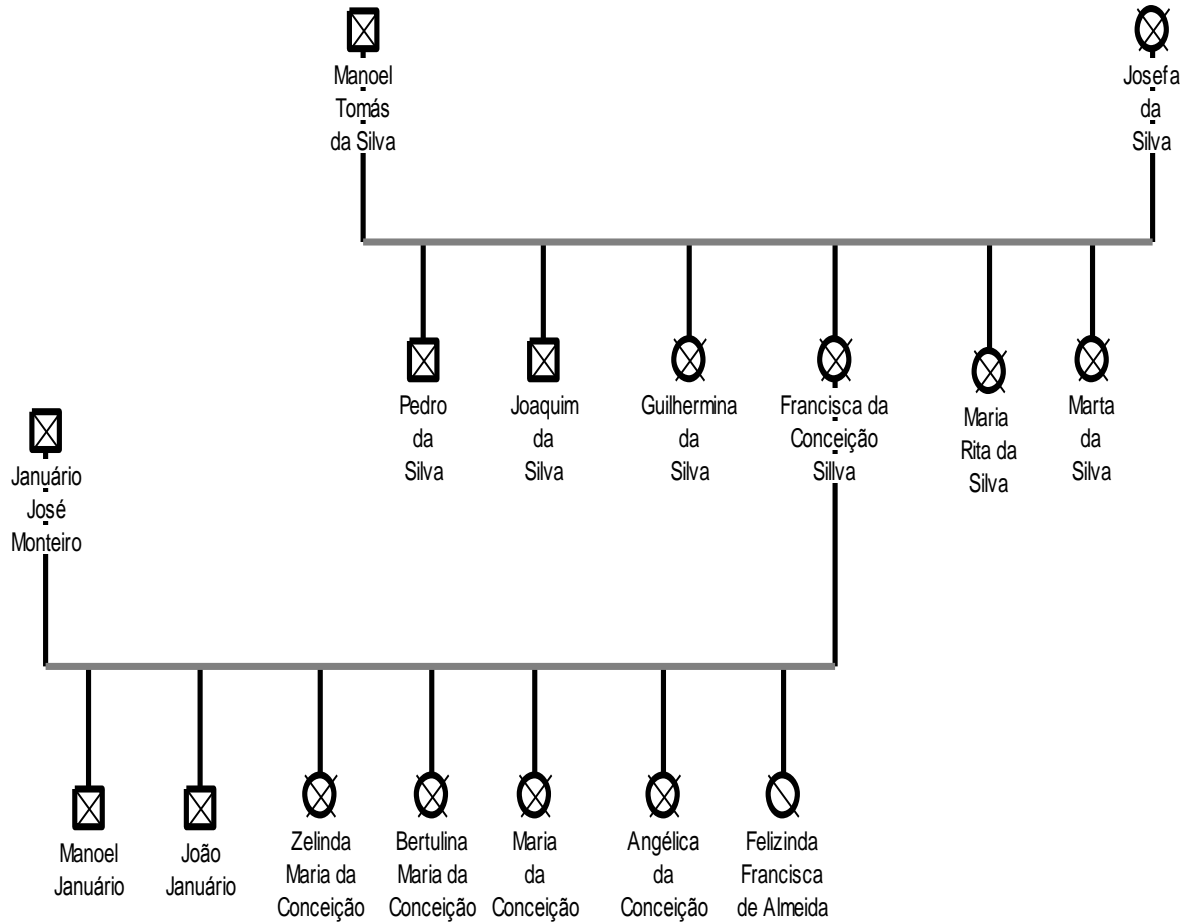 Manoel
Tomás
da Silva
Josefa
da
Silva
Pedro
da
Silva
Joaquim
da
Silva
Guilhermina
da
Silva
Francisca da
Conceição
Sillva
Maria
Rita da
Silva
Marta
da
Silva
Januário
José
Monteiro
Manoel
Januário
João
Januário
Zelinda
Maria da
Conceição
Bertulina
Maria da
Conceição
Maria
da
Conceição
Angélica
da
Conceição
Felizinda
Francisca
de Almeida